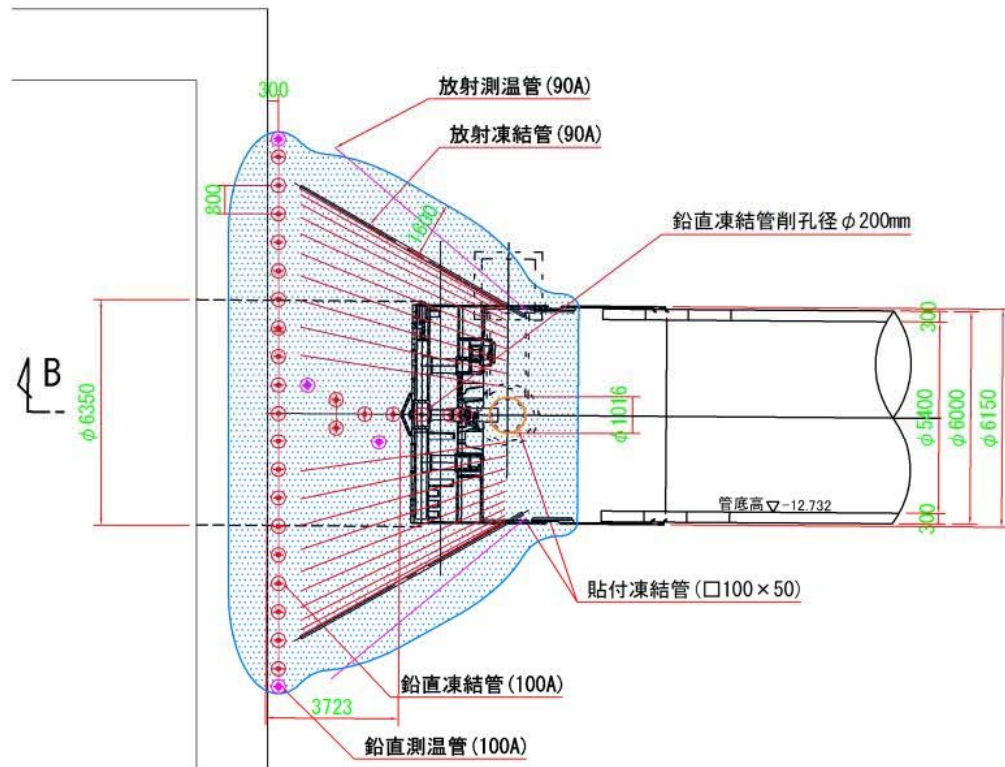 300
放射測温管(90A)
放射凍結管(90A)
800
1600
鉛直凍結管削孔径φ200mm
B
φ6350
φ1016
300
φ5400
φ6000
φ6150
管底高▽-12.732
300
貼付凍結管(□100×50)
鉛直凍結管(100A)
3723
鉛直測温管(100A)